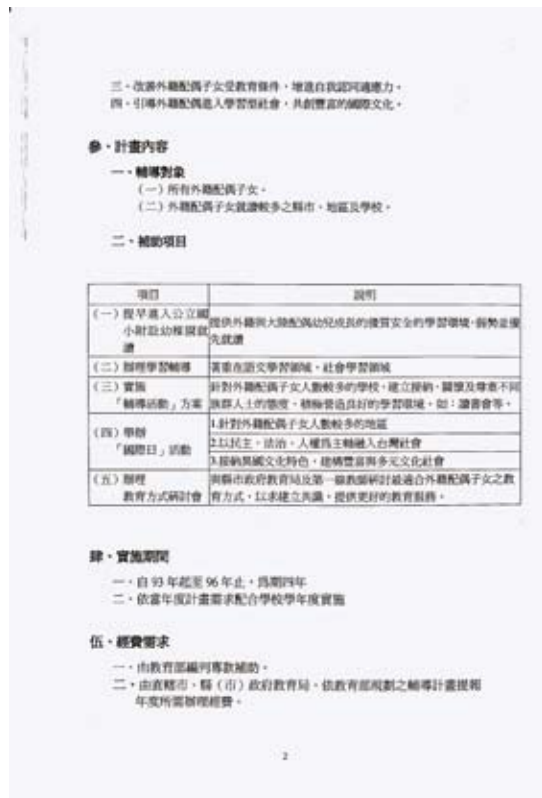 三、改善外籍配偶子女受教育條件，增進自我認同適應力。
四、引導外籍配偶進入學習型社會，共創豐富的國際文化。
參、計畫內容
一、輔導對象
（一）所有外籍配偶子女。
（二）外籍配偶子女就讀較多之縣市、地區及學校。
二、補助項目
項目 說明
（一）提早進入公立國
小附設幼稚園就
讀
提供外籍與大陸配偶幼兒成長的優質安全的學習環境，弱勢並優
先就讀
（二）辦理學習輔導 著重在語文學習領域、社會學習領域
（三）實施
「輔導活動」方案
針對外籍配偶子女人數較多的學校，建立接納、關懷及尊重不同
族群人士的態度，積極營造良好的學習環境，如：讀書會等。
（四）舉辦
「國際日」活動
1.針對外籍配偶子女人數較多的地區
2.以民主、法治、人權為主軸融入台灣社會
3.接納異國文化特色，建構豐富與多元文化社會
（五）辦理
教育方式研討會
與縣市政府教育局及第一線教師研討最適合外籍配偶子女之教
育方式，以求建立共識，提供更好的教育服務。
肆、實施期間
一、自 93 年起至 96 年止，為期四年
二、依當年度計畫需求配合學校學年度實施
伍、經費需求
一、由教育部編列專款補助。
二、由直轄市、縣（市）政府教育局，依教育部規劃之輔導計畫提報
年度所需辦理經費。
2